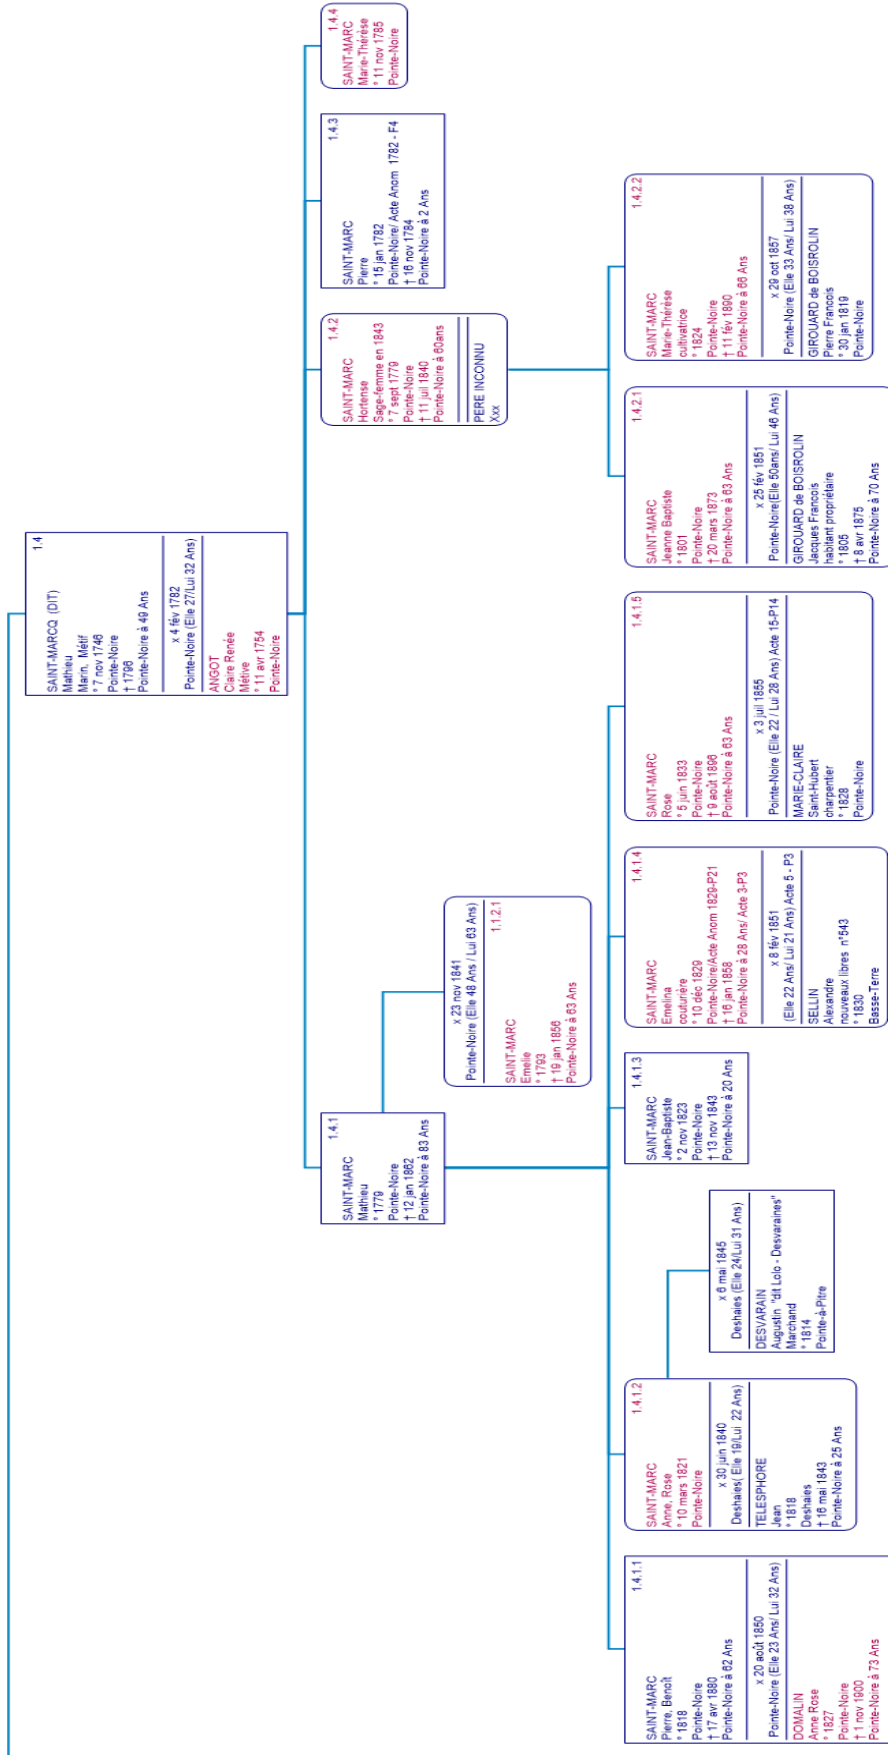 1.4
SAINT-MARCQ (DIT)
Mathieu
Marin, Métif
° 7 nov 1746
Pointe-Noire
† 1796
Pointe-Noire à 49 Ans
x 4 fév 1782
Pointe-Noire (Elle 27/Lui 32 Ans)
ANGOT
Claire Renée
Métive
° 11 avr 1754
Pointe-Noire
1.4.1
SAINT-MARC
Mathieu
° 1779
Pointe-Noire
† 12 jan 1862
Pointe-Noire à 83 Ans
x 23 nov 1841
Pointe-Noire (Elle 48 Ans / Lui 63 Ans)
1.1.2.1
SAINT-MARC
Emelie
° 1793
† 19 jan 1856
Pointe-Noire à 63 Ans
1.4.2
SAINT-MARC
Hortense
Sage-femme en 1843
° 7 sept 1779
Pointe-Noire
† 11 juil 1840
Pointe-Noire à 60ans
PERE INCONNU
Xxx
1.4.3
SAINT-MARC
Pierre
° 15 jan 1782
Pointe-Noire/ Acte Anom 1782 - F4
† 16 nov 1784
Pointe-Noire à 2 Ans
1.4.4
SAINT-MARC
Marie-Thérèse
° 11 nov 1785
Pointe-Noire
1.4.1.1
SAINT-MARC
Pierre, Benoît
° 1818
Pointe-Noire
† 17 avr 1880
Pointe-Noire à 62 Ans
x 20 août 1850
Pointe-Noire (Elle 23 Ans/ Lui 32 Ans)
DOMALIN
Anne Rose
° 1827
Pointe-Noire
† 1 nov 1900
Pointe-Noire à 73 Ans
1.4.1.2
SAINT-MARC
Anne, Rose
° 10 mars 1821
Pointe-Noire
x 30 juin 1840
Deshaies( Elle 19/Lui 22 Ans)
TELESPHORE
Jean
° 1818
Deshaies
† 16 mai 1843
Pointe-Noire à 25 Ans
x 6 mai 1845
Deshaies (Elle 24/Lui 31 Ans)
DESVARAIN
Augustin "dit Lolo - Desvaraines"
Marchand
° 1814
Pointe-à-Pitre
1.4.1.3
SAINT-MARC
Jean-Baptiste
° 2 nov 1823
Pointe-Noire
† 13 nov 1843
Pointe-Noire à 20 Ans
1.4.1.4
SAINT-MARC
Emelina
couturière
° 10 déc 1829
Pointe-Noire/Acte Anom 1829-P21
† 16 jan 1858
Pointe-Noire à 28 Ans/ Acte 3-P3
x 8 fév 1851
(Elle 22 Ans/ Lui 21 Ans) Acte 5 - P3
SELLIN
Alexandre
nouveaux libres n°543
° 1830
Basse-Terre
1.4.1.5
SAINT-MARC
Rose
° 5 juin 1833
Pointe-Noire
† 9 août 1896
Pointe-Noire à 63 Ans
x 3 juil 1855
Pointe-Noire (Elle 22 / Lui 28 Ans) Acte 15-P14
MARIE-CLAIRE
Saint-Hubert
charpentier
° 1828
Pointe-Noire
1.4.2.1
SAINT-MARC
Jeanne Baptiste
° 1801
Pointe-Noire
† 20 mars 1873
Pointe-Noire à 63 Ans
x 25 fév 1851
Pointe-Noire(Elle 50ans/ Lui 46 Ans)
GIROUARD de BOISROLIN
Jacques Francois
habitant propriétaire
° 1805
† 8 avr 1875
Pointe-Noire à 70 Ans
1.4.2.2
SAINT-MARC
Marie-Thérèse
cultivatrice
° 1824
Pointe-Noire
† 11 fév 1890
Pointe-Noire à 66 Ans
x 29 oct 1857
Pointe-Noire (Elle 33 Ans/ Lui 38 Ans)
GIROUARD de BOISROLIN
Pierre Francois
° 30 jan 1819
Pointe-Noire